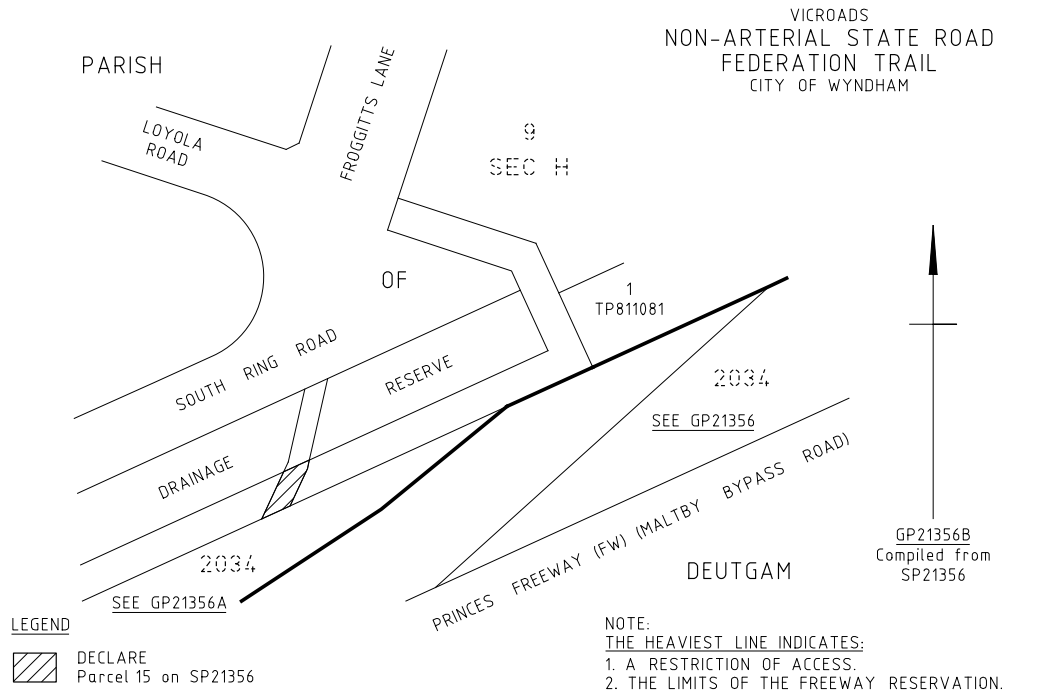 VICROADS
NON-ARTERIAL STATE ROAD
FEDERATION TRAIL
CITY OF WYNDHAM
PARISH
LOYOLA
ROAD
FROGGITTS LANE
9
SEC H
OF
1
TP811081
SOUTH RING ROAD
RESERVE
DRAINAGE
2034
SEE GP21356
2034
SEE GP21356A
PRINCES FREEWAY (FW) (MALTBY BYPASS ROAD)
DEUTGAM
GP21356B
Compiled from
SP21356
LEGEND
DECLARE
Parcel 15 on SP21356
NOTE:
THE HEAVIEST LINE INDICATES:
1. A RESTRICTION OF ACCESS.
2. THE LIMITS OF THE FREEWAY RESERVATION.